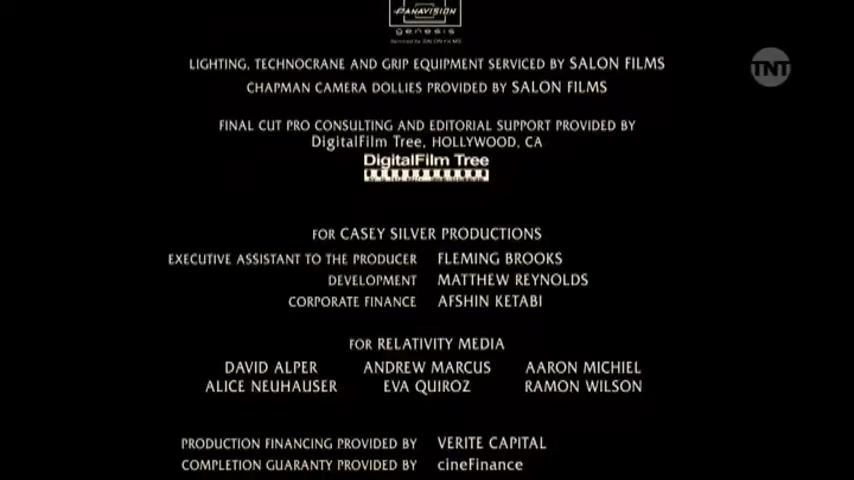 PANAVISION
genesis
LIGHTING, TECHNOCRANE AND GRIP EQUIPMENT SERVICED BY SALON FILMS
TNT
CHAPMAN CAMERA DOLLIES PROVIDED BY SALON FILMS
FINAL CUT PRO CONSULTING AND EDITORIAL SUPPORT PROVIDED BY
DigitalFilm Tree, HOLLYWOOD, CA
DigitalFilm Tree
FOR CASEY SILVER PRODUCTIONS
EXECUTIVE ASSISTANT TO THE PRODUCER FLEMING BROOKS
DEVELOPMENT MATTHEW REYNOLDS
CORPORATE FINANCE AFSHIN KETABI
FOR RELATIVITY MEDIA
DAVID ALPER ANDREW MARCUS AARON MICHIEL
ALICE NEUHAUSER EVA QUIROZ RAMON WILSON
PRODUCTION FINANCING PROVIDED BY VERITE CAPITAL
COMPLETION GUARANTY PROVIDED BY cineFinance